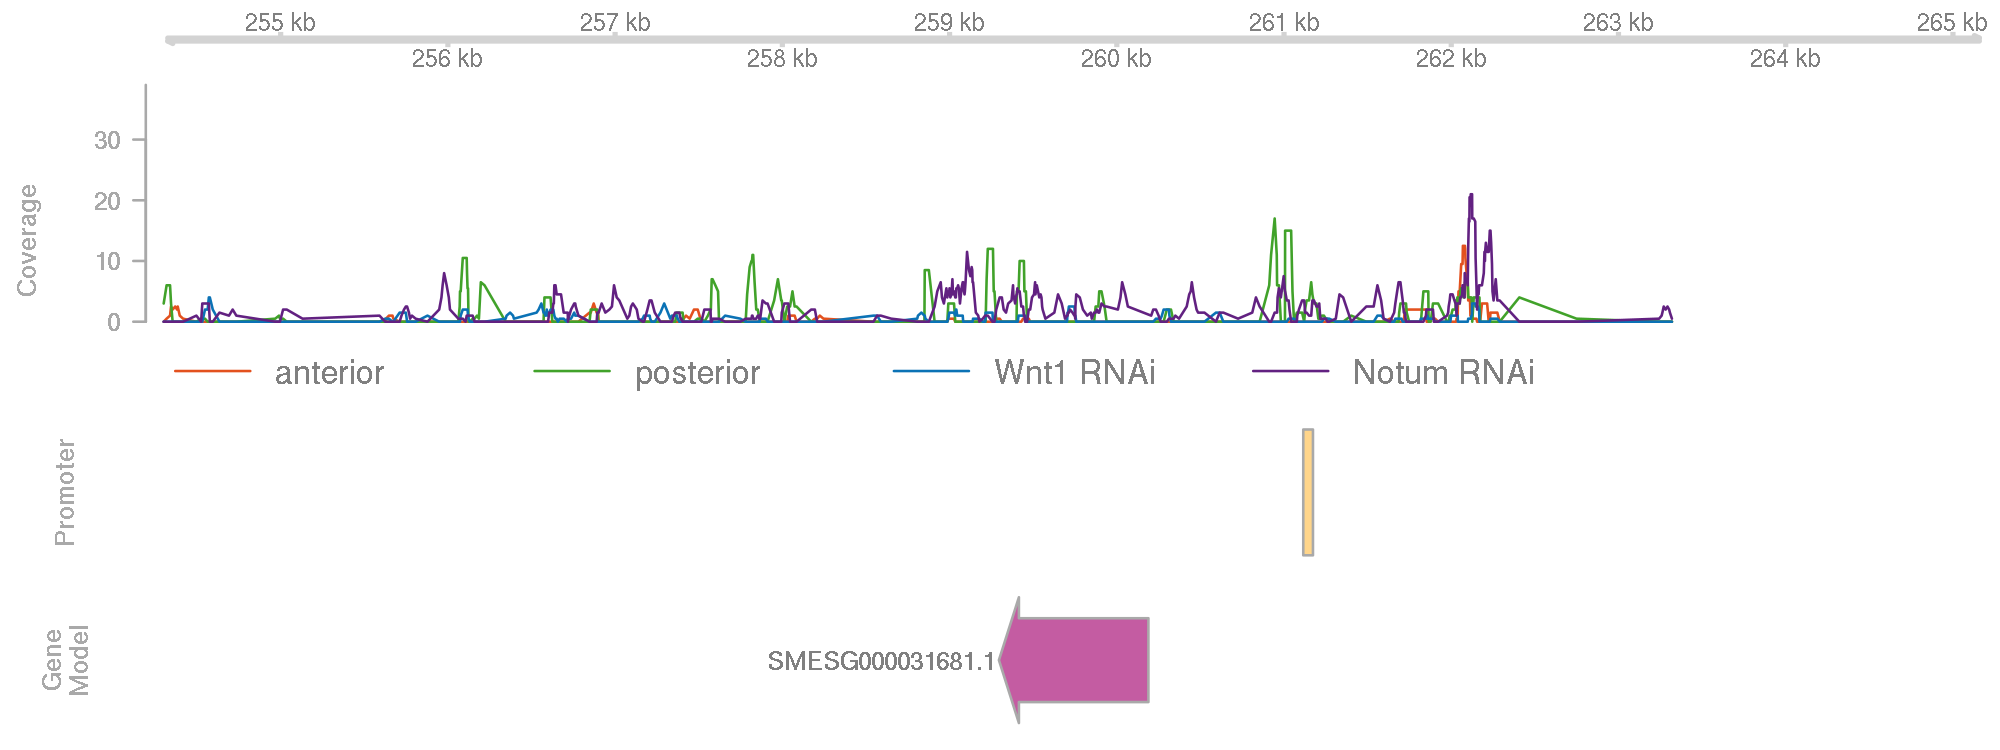 255 kb 257 kb 259 kb 261 kb 263 kb 265 kb
256 kb 258 kb 260 kb 262 kb 264 kb
Coverage
30
20
10
0
anterior posterior Wnt1 RNAi Notum RNAi
Promoter
0
Gene
Model
SMESG000031681.1